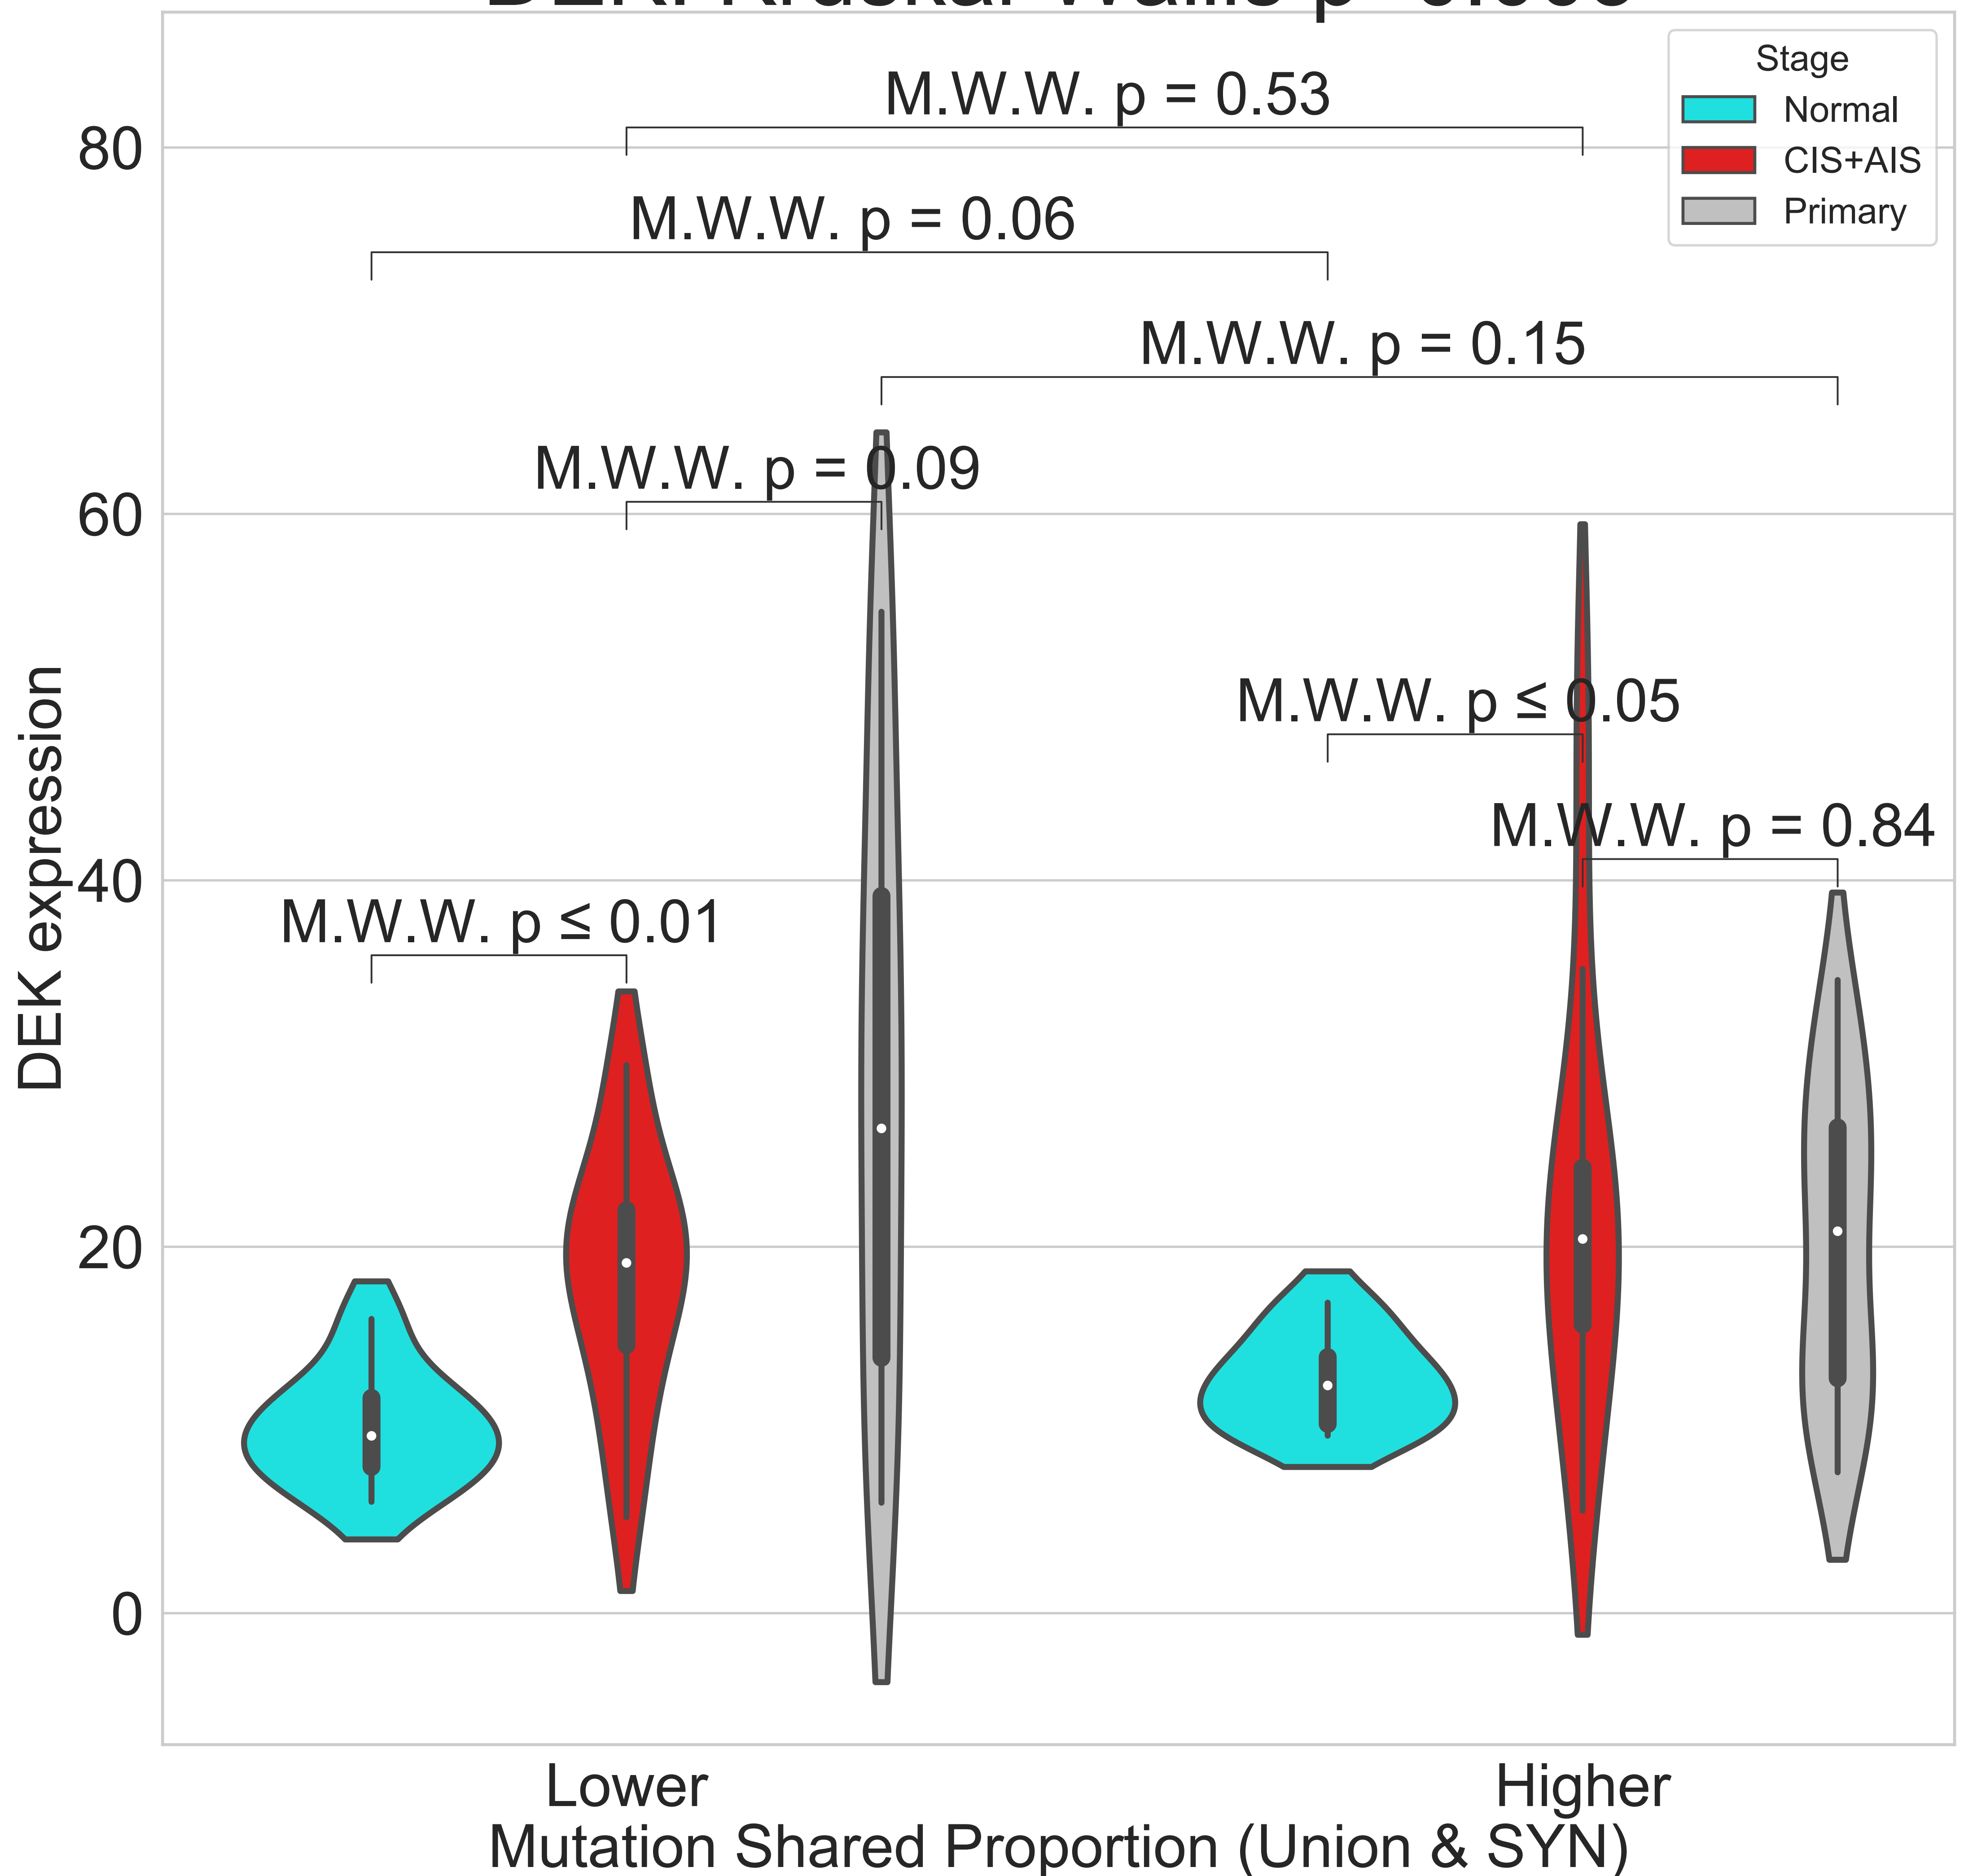 Stage
Normal
CIS+AIS
Primary
M.W.W. p = 0.53
M.W.W. p = 0.06
M.W.W. p = 0.15
M.W.W. p = 0.09
M.W.W. p ≤ 0.05
M.W.W. p = 0.84
M.W.W. p ≤ 0.01
80
60
40
20
0
DEK expression
Lower
Higher
Mutation Shared Proportion (Union & SYN)